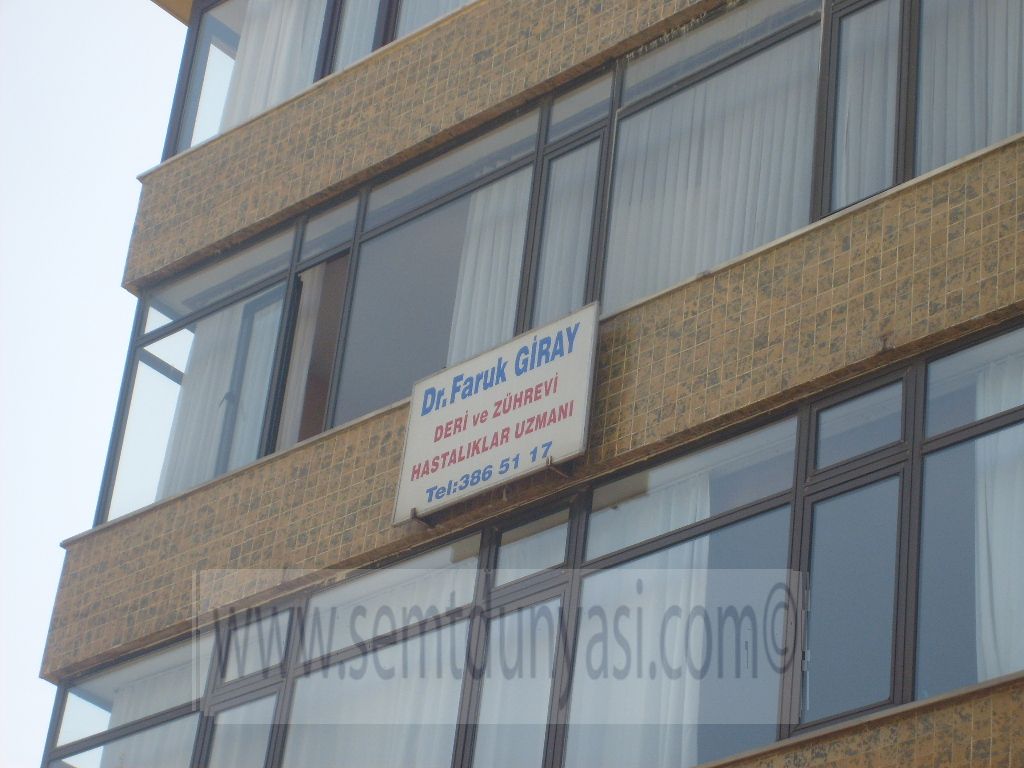 Dr. Faruk GİRAY
DERİ ve ZÜHREVİ
HASTALIKLAR UZMANI
Tel:386 51 17
www.semtdunyasi.com©